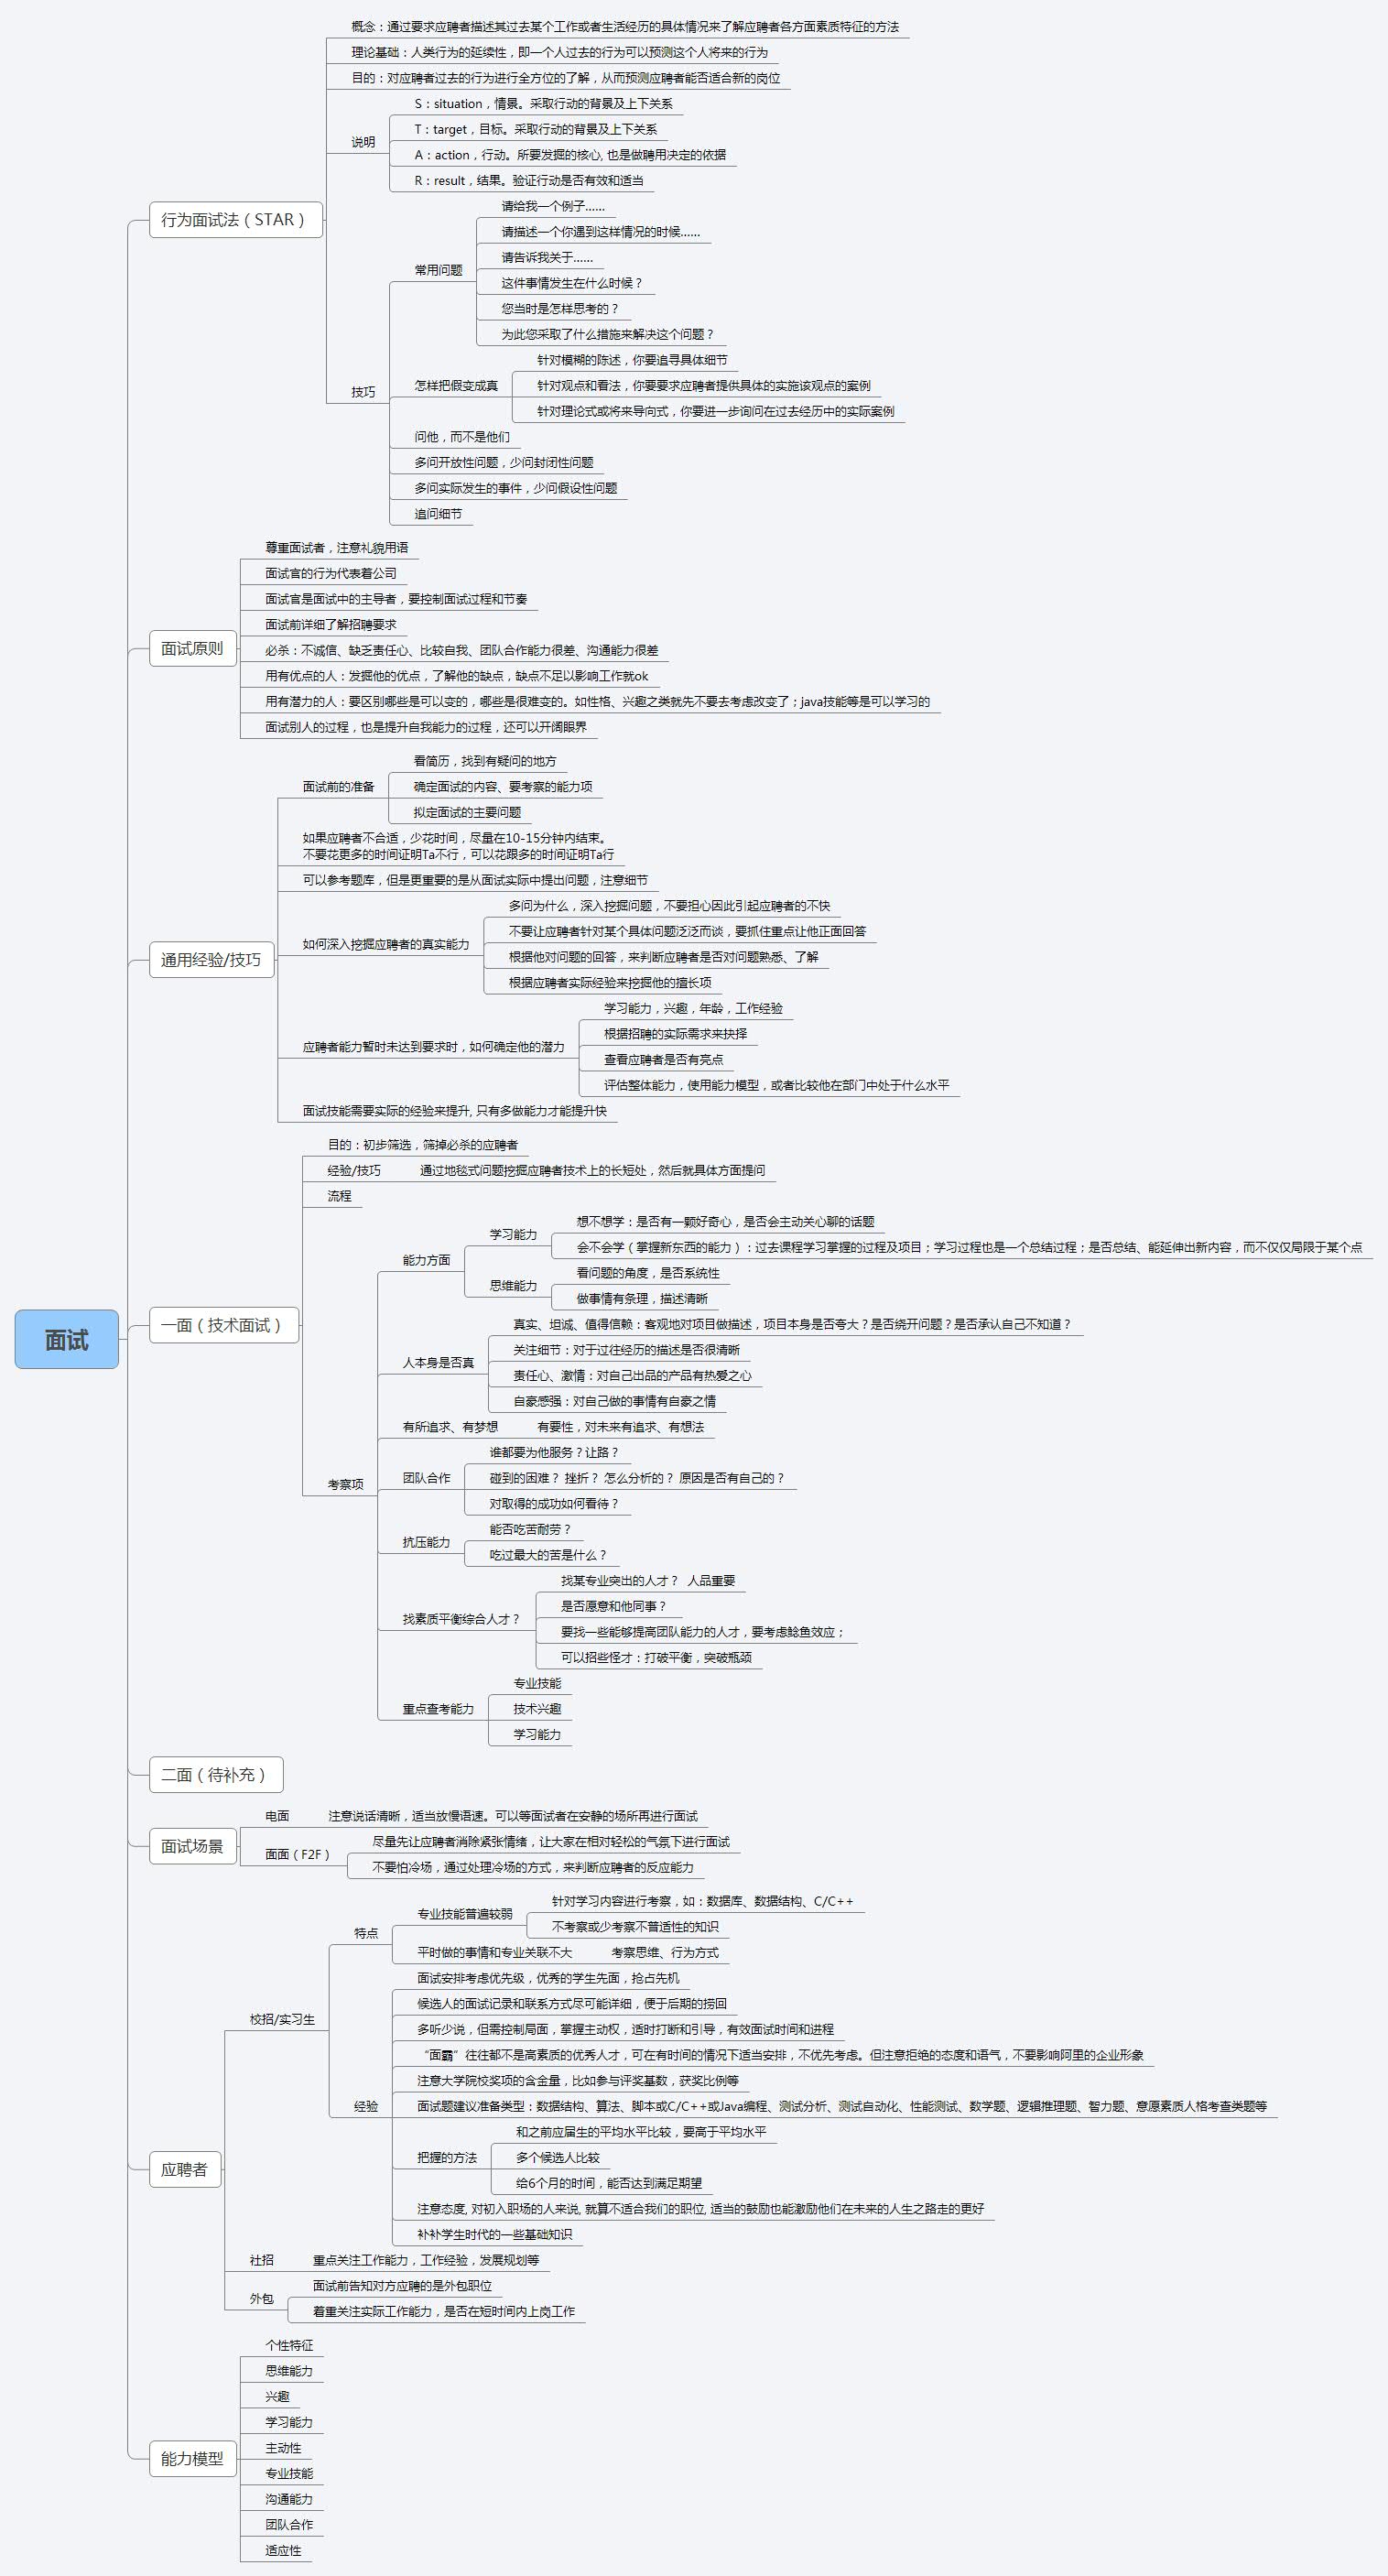 概念：通过要求应聘者描述其过去某个工作或者生活经历的具体情况来了解应聘者各方面素质特征的方法
理论基础：人类行为的延续性，即一个人过去的行为可以预测这个人将来的行为
目的：对应聘者过去的行为进行全方位的了解，从而预测应聘者能否适合新的岗位
S：situation，情景。采取行动的背景及上下关系
T：target，目标。采取行动的背景及上下关系
说明
A：action，行动。所要发掘的核心, 也是做聘用决定的依据
R：result，结果。验证行动是否有效和适当
行为面试法（STAR）
请给我一个例子……
请描述一个你遇到这样情况的时候……
请告诉我关于……
常用问题
这件事情发生在什么时候？
您当时是怎样思考的？
为此您采取了什么措施来解决这个问题？
针对模糊的陈述，你要追寻具体细节
怎样把假变成真
针对观点和看法，你要要求应聘者提供具体的实施该观点的案例
技巧
针对理论式或将来导向式，你要进一步询问在过去经历中的实际案例
问他，而不是他们
多问开放性问题，少问封闭性问题
多问实际发生的事件，少问假设性问题
追问细节
尊重面试者，注意礼貌用语
面试官的行为代表着公司
面试官是面试中的主导者，要控制面试过程和节奏
面试前详细了解招聘要求
面试原则
必杀：不诚信、缺乏责任心、比较自我、团队合作能力很差、沟通能力很差
用有优点的人：发掘他的优点，了解他的缺点，缺点不足以影响工作就ok
用有潜力的人：要区别哪些是可以变的，哪些是很难变的。如性格、兴趣之类就先不要去考虑改变了；java技能等是可以学习的
面试别人的过程，也是提升自我能力的过程，还可以开阔眼界
看简历，找到有疑问的地方
面试前的准备
确定面试的内容、要考察的能力项
拟定面试的主要问题
如果应聘者不合适，少花时间，尽量在10-15分钟内结束。
不要花更多的时间证明Ta不行，可以花跟多的时间证明Ta行
可以参考题库，但是更重要的是从面试实际中提出问题，注意细节
多问为什么，深入挖掘问题，不要担心因此引起应聘者的不快
不要让应聘者针对某个具体问题泛泛而谈，要抓住重点让他正面回答
如何深入挖掘应聘者的真实能力
根据他对问题的回答，来判断应聘者是否对问题熟悉、了解
通用经验/技巧
根据应聘者实际经验来挖掘他的擅长项
学习能力，兴趣，年龄，工作经验
根据招聘的实际需求来抉择
应聘者能力暂时未达到要求时，如何确定他的潜力
查看应聘者是否有亮点
评估整体能力，使用能力模型，或者比较他在部门中处于什么水平
面试技能需要实际的经验来提升, 只有多做能力才能提升快
目的：初步筛选，筛掉必杀的应聘者
经验/技巧 通过地毯式问题挖掘应聘者技术上的长短处，然后就具体方面提问
流程
想不想学：是否有一颗好奇心，是否会主动关心聊的话题
学习能力
会不会学（掌握新东西的能力）：过去课程学习掌握的过程及项目；学习过程也是一个总结过程；是否总结、能延伸出新内容，而不仅仅局限于某个点
能力方面
看问题的角度，是否系统性
思维能力
做事情有条理，描述清晰
一面（技术面试）
面试
真实、坦诚、值得信赖：客观地对项目做描述，项目本身是否夸大？是否绕开问题？是否承认自己不知道？
关注细节：对于过往经历的描述是否很清晰
人本身是否真
责任心、激情：对自己出品的产品有热爱之心
自豪感强：对自己做的事情有自豪之情
有所追求、有梦想 有要性，对未来有追求、有想法
谁都要为他服务？让路？
团队合作
碰到的困难？ 挫折？ 怎么分析的？ 原因是否有自己的？
考察项
对取得的成功如何看待？
能否吃苦耐劳？
抗压能力
吃过最大的苦是什么？
找某专业突出的人才？ 人品重要
是否愿意和他同事？
找素质平衡综合人才？
要找一些能够提高团队能力的人才，要考虑鲶鱼效应；
可以招些怪才：打破平衡，突破瓶颈
专业技能
重点查考能力
技术兴趣
学习能力
二面（待补充）
电面 注意说话清晰，适当放慢语速。可以等面试者在安静的场所再进行面试
面试场景
尽量先让应聘者消除紧张情绪，让大家在相对轻松的气氛下进行面试
面面（F2F）
不要怕冷场，通过处理冷场的方式，来判断应聘者的反应能力
针对学习内容进行考察，如：数据库、数据结构、C/C++
专业技能普遍较弱
不考察或少考察不普适性的知识
特点
平时做的事情和专业关联不大 考察思维、行为方式
面试安排考虑优先级，优秀的学生先面，抢占先机
候选人的面试记录和联系方式尽可能详细，便于后期的捞回
校招/实习生
多听少说，但需控制局面，掌握主动权，适时打断和引导，有效面试时间和进程
“面霸”往往都不是高素质的优秀人才，可在有时间的情况下适当安排，不优先考虑。但注意拒绝的态度和语气，不要影响阿里的企业形象
注意大学院校奖项的含金量，比如参与评奖基数，获奖比例等
经验
面试题建议准备类型：数据结构、算法、脚本或C/C++或Java编程、测试分析、测试自动化、性能测试、数学题、逻辑推理题、智力题、意愿素质人格考查类题等
和之前应届生的平均水平比较，要高于平均水平
把握的方法
多个候选人比较
应聘者
给6个月的时间，能否达到满足期望
注意态度, 对初入职场的人来说, 就算不适合我们的职位, 适当的鼓励也能激励他们在未来的人生之路走的更好
补补学生时代的一些基础知识
社招 重点关注工作能力，工作经验，发展规划等
面试前告知对方应聘的是外包职位
外包
着重关注实际工作能力，是否在短时间内上岗工作
个性特征
思维能力
兴趣
学习能力
能力模型
主动性
专业技能
沟通能力
团队合作
适应性